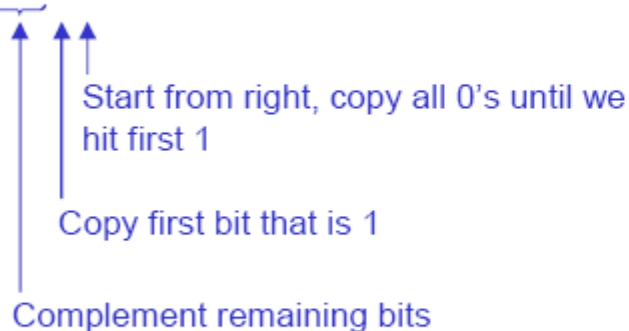 Start from right, copy all 0's until we
hit first 1
Copy first bit that is 1
Complement remaining bits